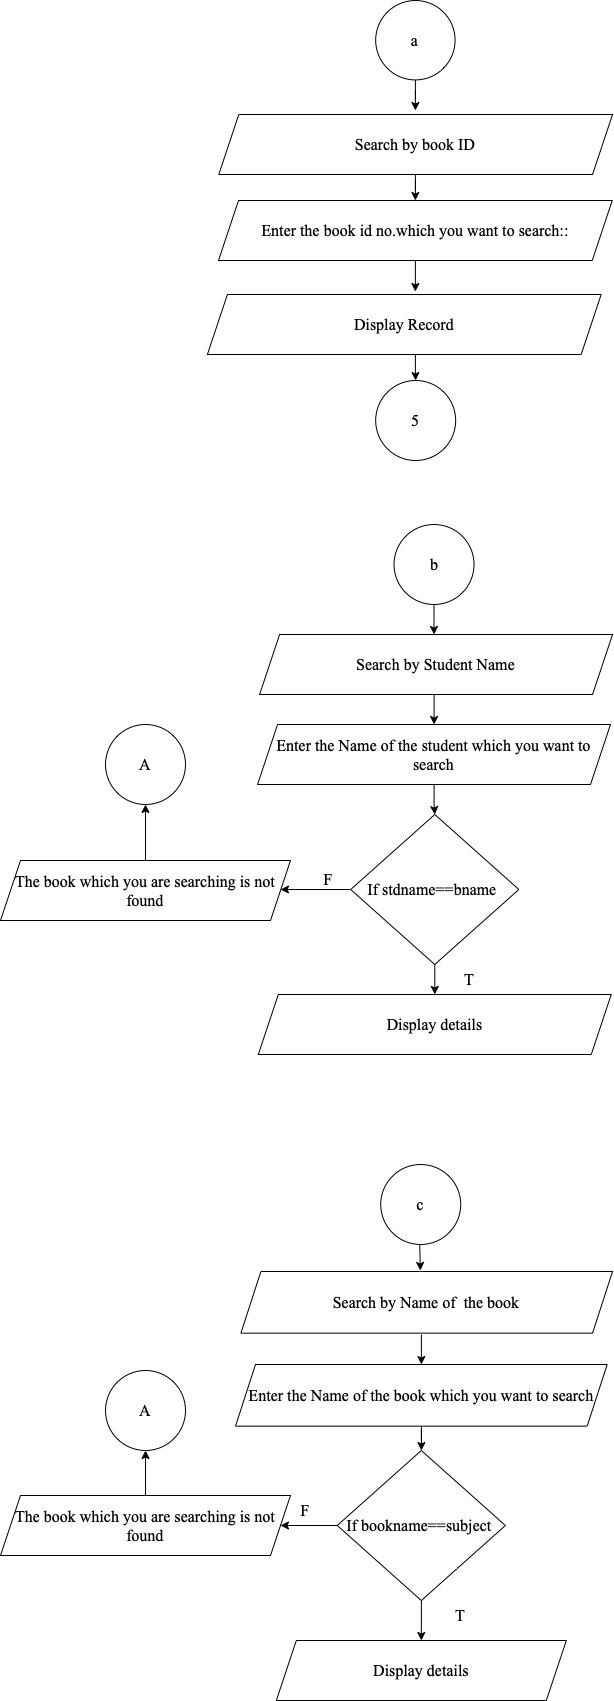 a
Search by book ID
Enter the book id no.which you want to search::
Display Record
5
b
Search by Student Name
Enter the Name of the student which you want to
search
A
If stdname==bname
F
The book which you are searching is not
found
T
Display details
c
Search by Name of  the book
Enter the Name of the book which you want to search
A
If bookname==subject
F
The book which you are searching is not
found
T
Display details